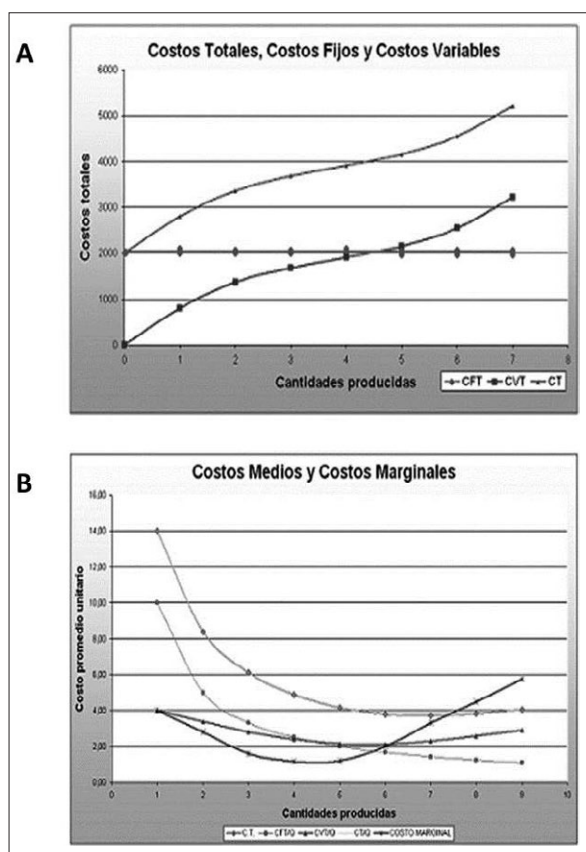 A
Costos Totales, Costos Fijos y Costos Variables
Costos totales
6000
5000
4000
3000
2000
1000
0
0 1 2 3 4 5 6 7 8
Cantidades producidas
CFT CVT CT
B
Costos Medios y Costos Marginales
Costo promedio unitario
16,00
14,00
12,00
10,00
8,00
6,00
4,00
2,00
0,00
0 1 2 3 4 5 6 7 8 9 10
Cantidades producidas
C.T. CFT/Q CVT/Q CT/Q COSTO MARGINAL